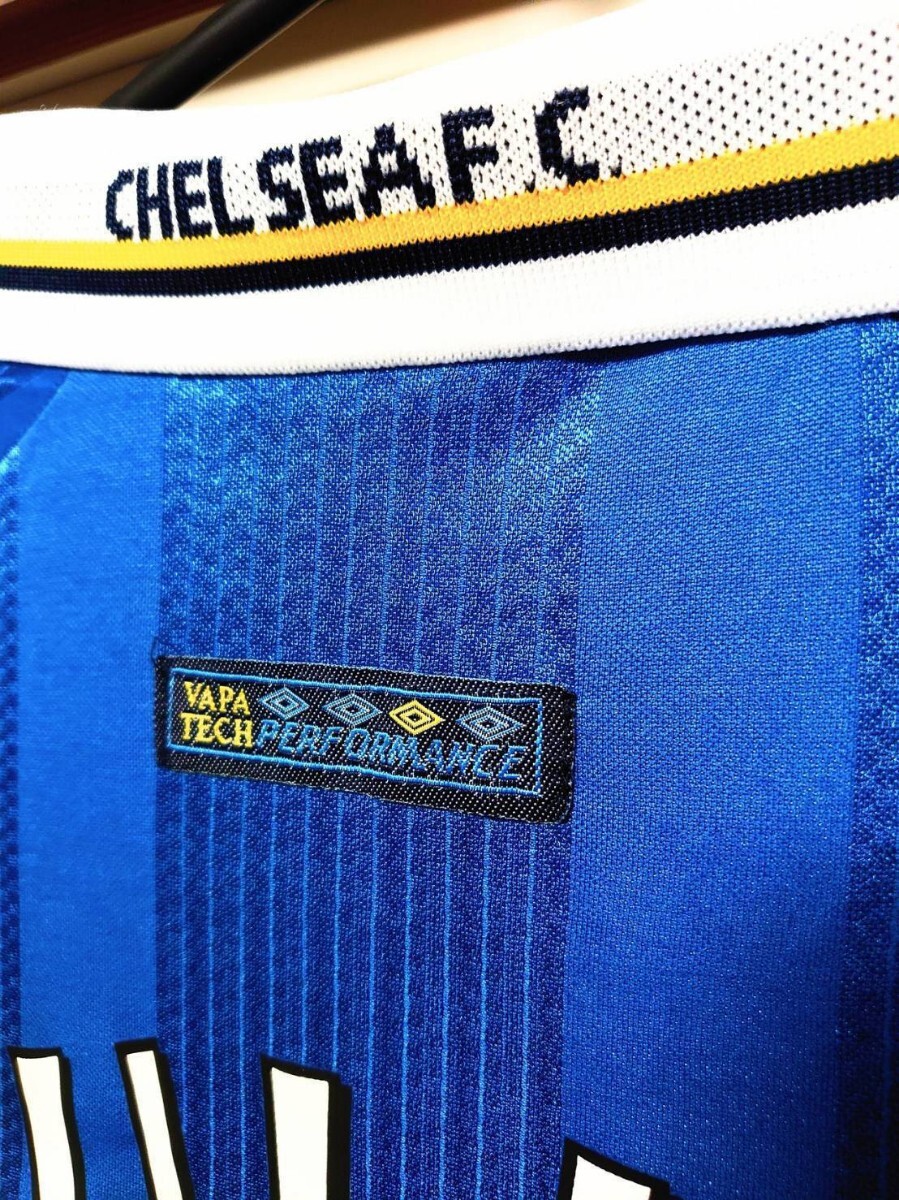 CHELSEA F.C.
VAPA
TECH
PERFORMANCE